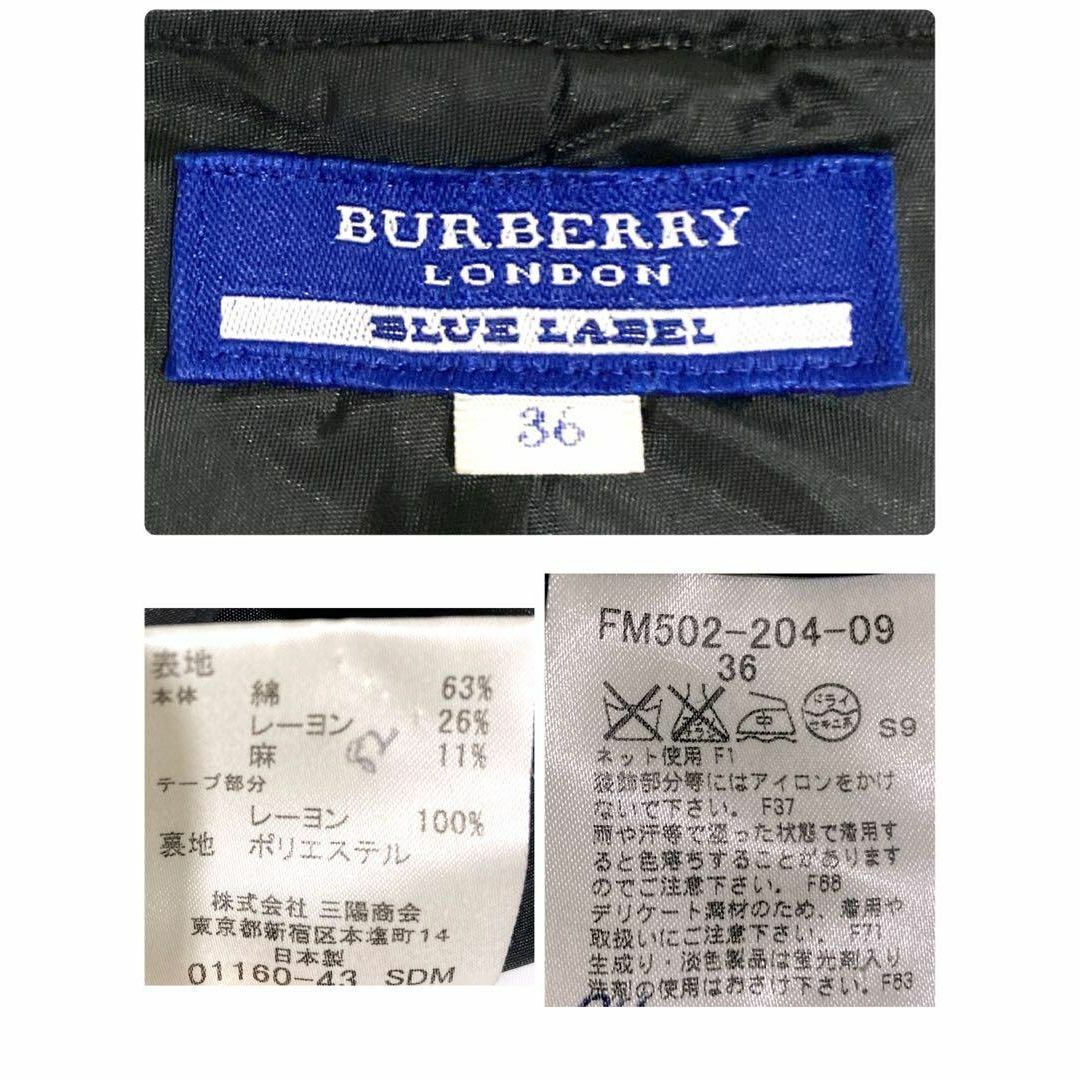 BURBERRY
LONDON
BLUE LABEL
36
表地
本体 綿 63%
レーヨン 26%
麻 11%
テープ部分
レーヨン 100%
裏地 ポリエステル
株式会社 三陽商会
東京都新宿区本塩町14
日本製
01160-43 SDM
FM502-204-09
36
中 ドライ セキユ系 S9
ネット使用 F1
装飾部分等にはアイロンをかけ
ないで下さい。 F37
雨や汗等で湿った状態で着用す
ると色落ちすることがあります
のでご注意下さい。 F66
デリケート素材のため、着用や
取扱いにご注意下さい。 F71
生成り・淡色製品は蛍光剤入り
洗剤の使用はおさけ下さい。F63